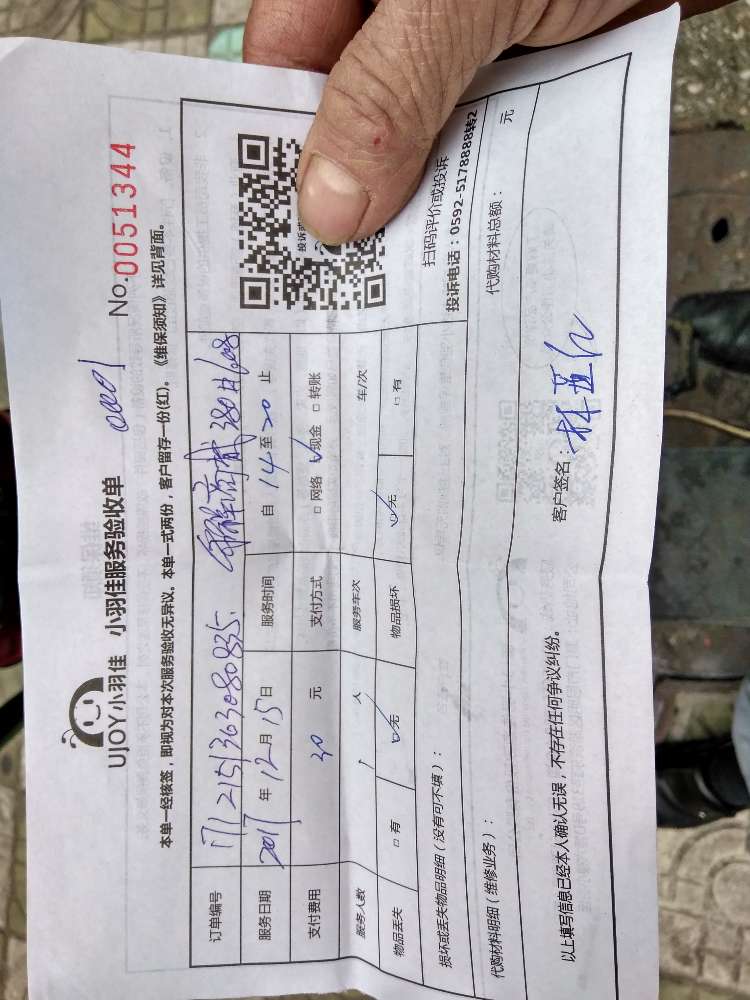 UJOY小羽佳 小羽佳服务验收单 00001 No.0051344
本单一经核签，即视为对本次服务验收无异议。本单一式两份，客户留存一份(红)。《维保须知》详见背面。
订单编号 1712151363080835
服务日期 2017 年 12 月 15 日 服务时间 自 14 至 20 止
支付费用 30 元 支付方式 □ 网络 ✓ 现金 □ 转账
服务人数 1 人 服务车次 车/次
物品丢失 □ 有 ✓ 无 物品损坏 ✓ 无 □ 有
扫码评价或投诉
投诉电话：0592-5178888转2
损坏或丢失物品明细（没有可不填）：
代购材料明细（维修业务）： 代购材料总额： 元
以上填写信息已经本人确认无误，不存在任何争议纠纷。 客户签名：